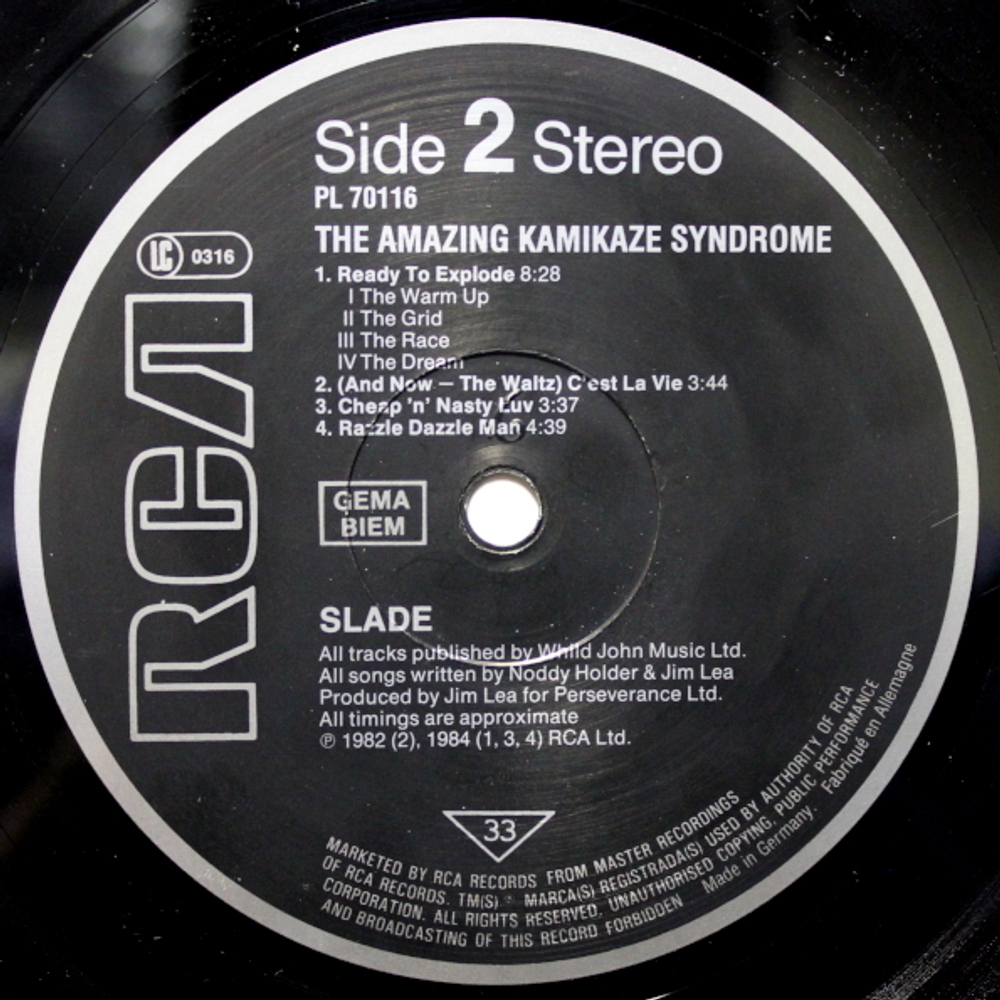 Side 2 Stereo
PL 70116
THE AMAZING KAMIKAZE SYNDROME
LC 0316
RCA
1. Ready To Explode 8:28
I The Warm Up
II The Grid
III The Race
IV The Dream
2. (And Now – The Waltz) C'est La Vie 3:44
3. Cheap 'n' Nasty Luv 3:37
4. Razzle Dazzle Man 4:39
GEMA
BIEM
SLADE
All tracks published by Whild John Music Ltd.
All songs written by Noddy Holder & Jim Lea
Produced by Jim Lea for Perseverance Ltd.
All timings are approximate
℗ 1982 (2), 1984 (1, 3, 4) RCA Ltd.
33
MARKETED BY RCA RECORDS FROM MASTER RECORDINGS
OF RCA RECORDS. TM(S) ® MARCA(S) REGISTRADA(S) USED BY AUTHORITY OF RCA
CORPORATION. ALL RIGHTS RESERVED. UNAUTHORISED COPYING, PUBLIC PERFORMANCE
AND BROADCASTING OF THIS RECORD FORBIDDEN Made in Germany. Fabriqué en Allemagne